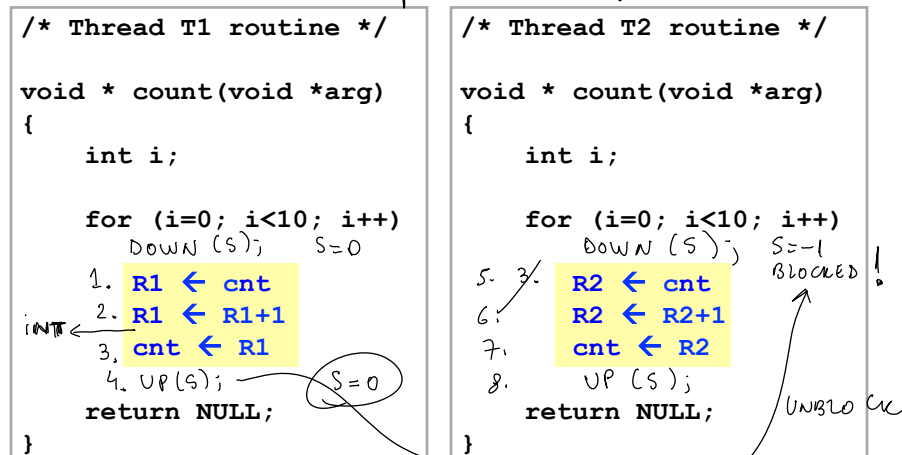 /* Thread T1 routine */
void * count(void *arg)
{
int i;
for (i=0; i<10; i++)
DOWN (S); S=0
1. R1 ← cnt
2. R1 ← R1+1
INT
3. cnt ← R1
4. UP(S); S=0
return NULL;
}
/* Thread T2 routine */
void * count(void *arg)
{
int i;
for (i=0; i<10; i++)
DOWN (S); S=-1
BLOCKED !
5. 3. R2 ← cnt
6. R2 ← R2+1
7. cnt ← R2
8. UP (S);
return NULL; UNBLOCK
}